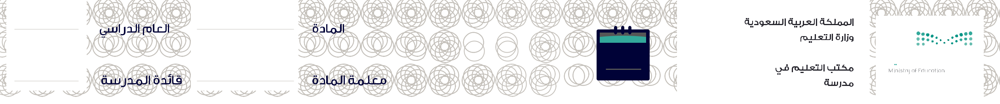 المملكة العربية السعودية
وزارة التعليم
مكتب التعليم في
مدرسة
Ministry of Education
المادة
معلمة المادة
العام الدراسي
قائدة المدرسة